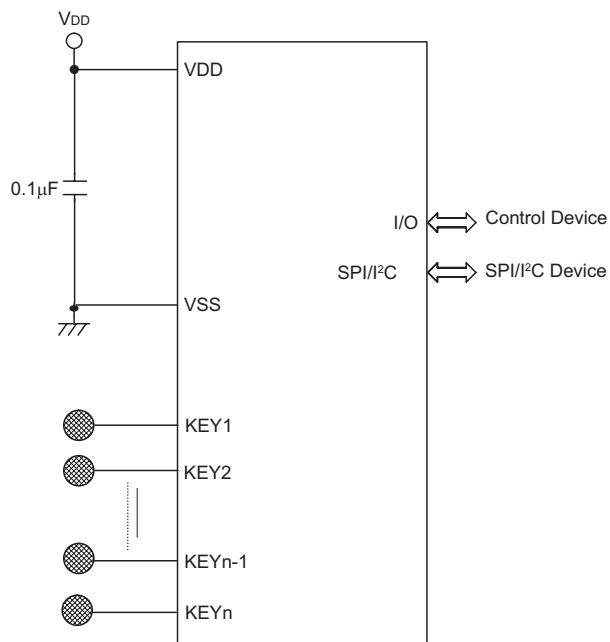 VDD
VDD
0.1μF
I/O
Control Device
SPI/I²C
SPI/I²C Device
VSS
KEY1
KEY2
KEYn-1
KEYn